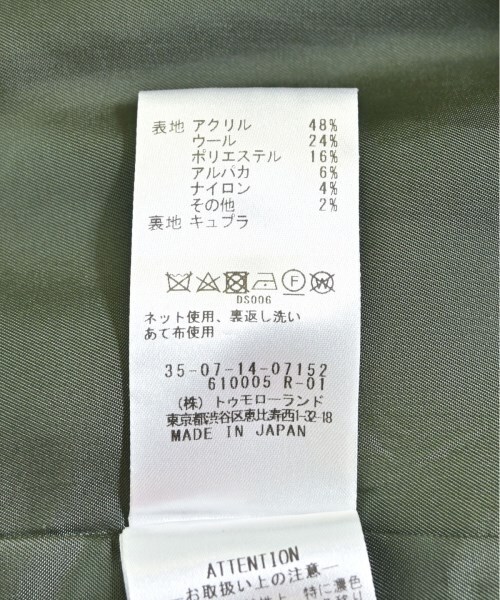 表地 アクリル 48%
ウール 24%
ポリエステル 16%
アルパカ 6%
ナイロン 4%
その他 2%
裏地 キュプラ
DS006
ネット使用、裏返し洗い
あて布使用
35-07-14-07152
610005 R-01
(株) トゥモローランド
東京都渋谷区恵比寿西1-32-18
MADE IN JAPAN
ATTENTION
—お取扱い上の注意—
特に濃色